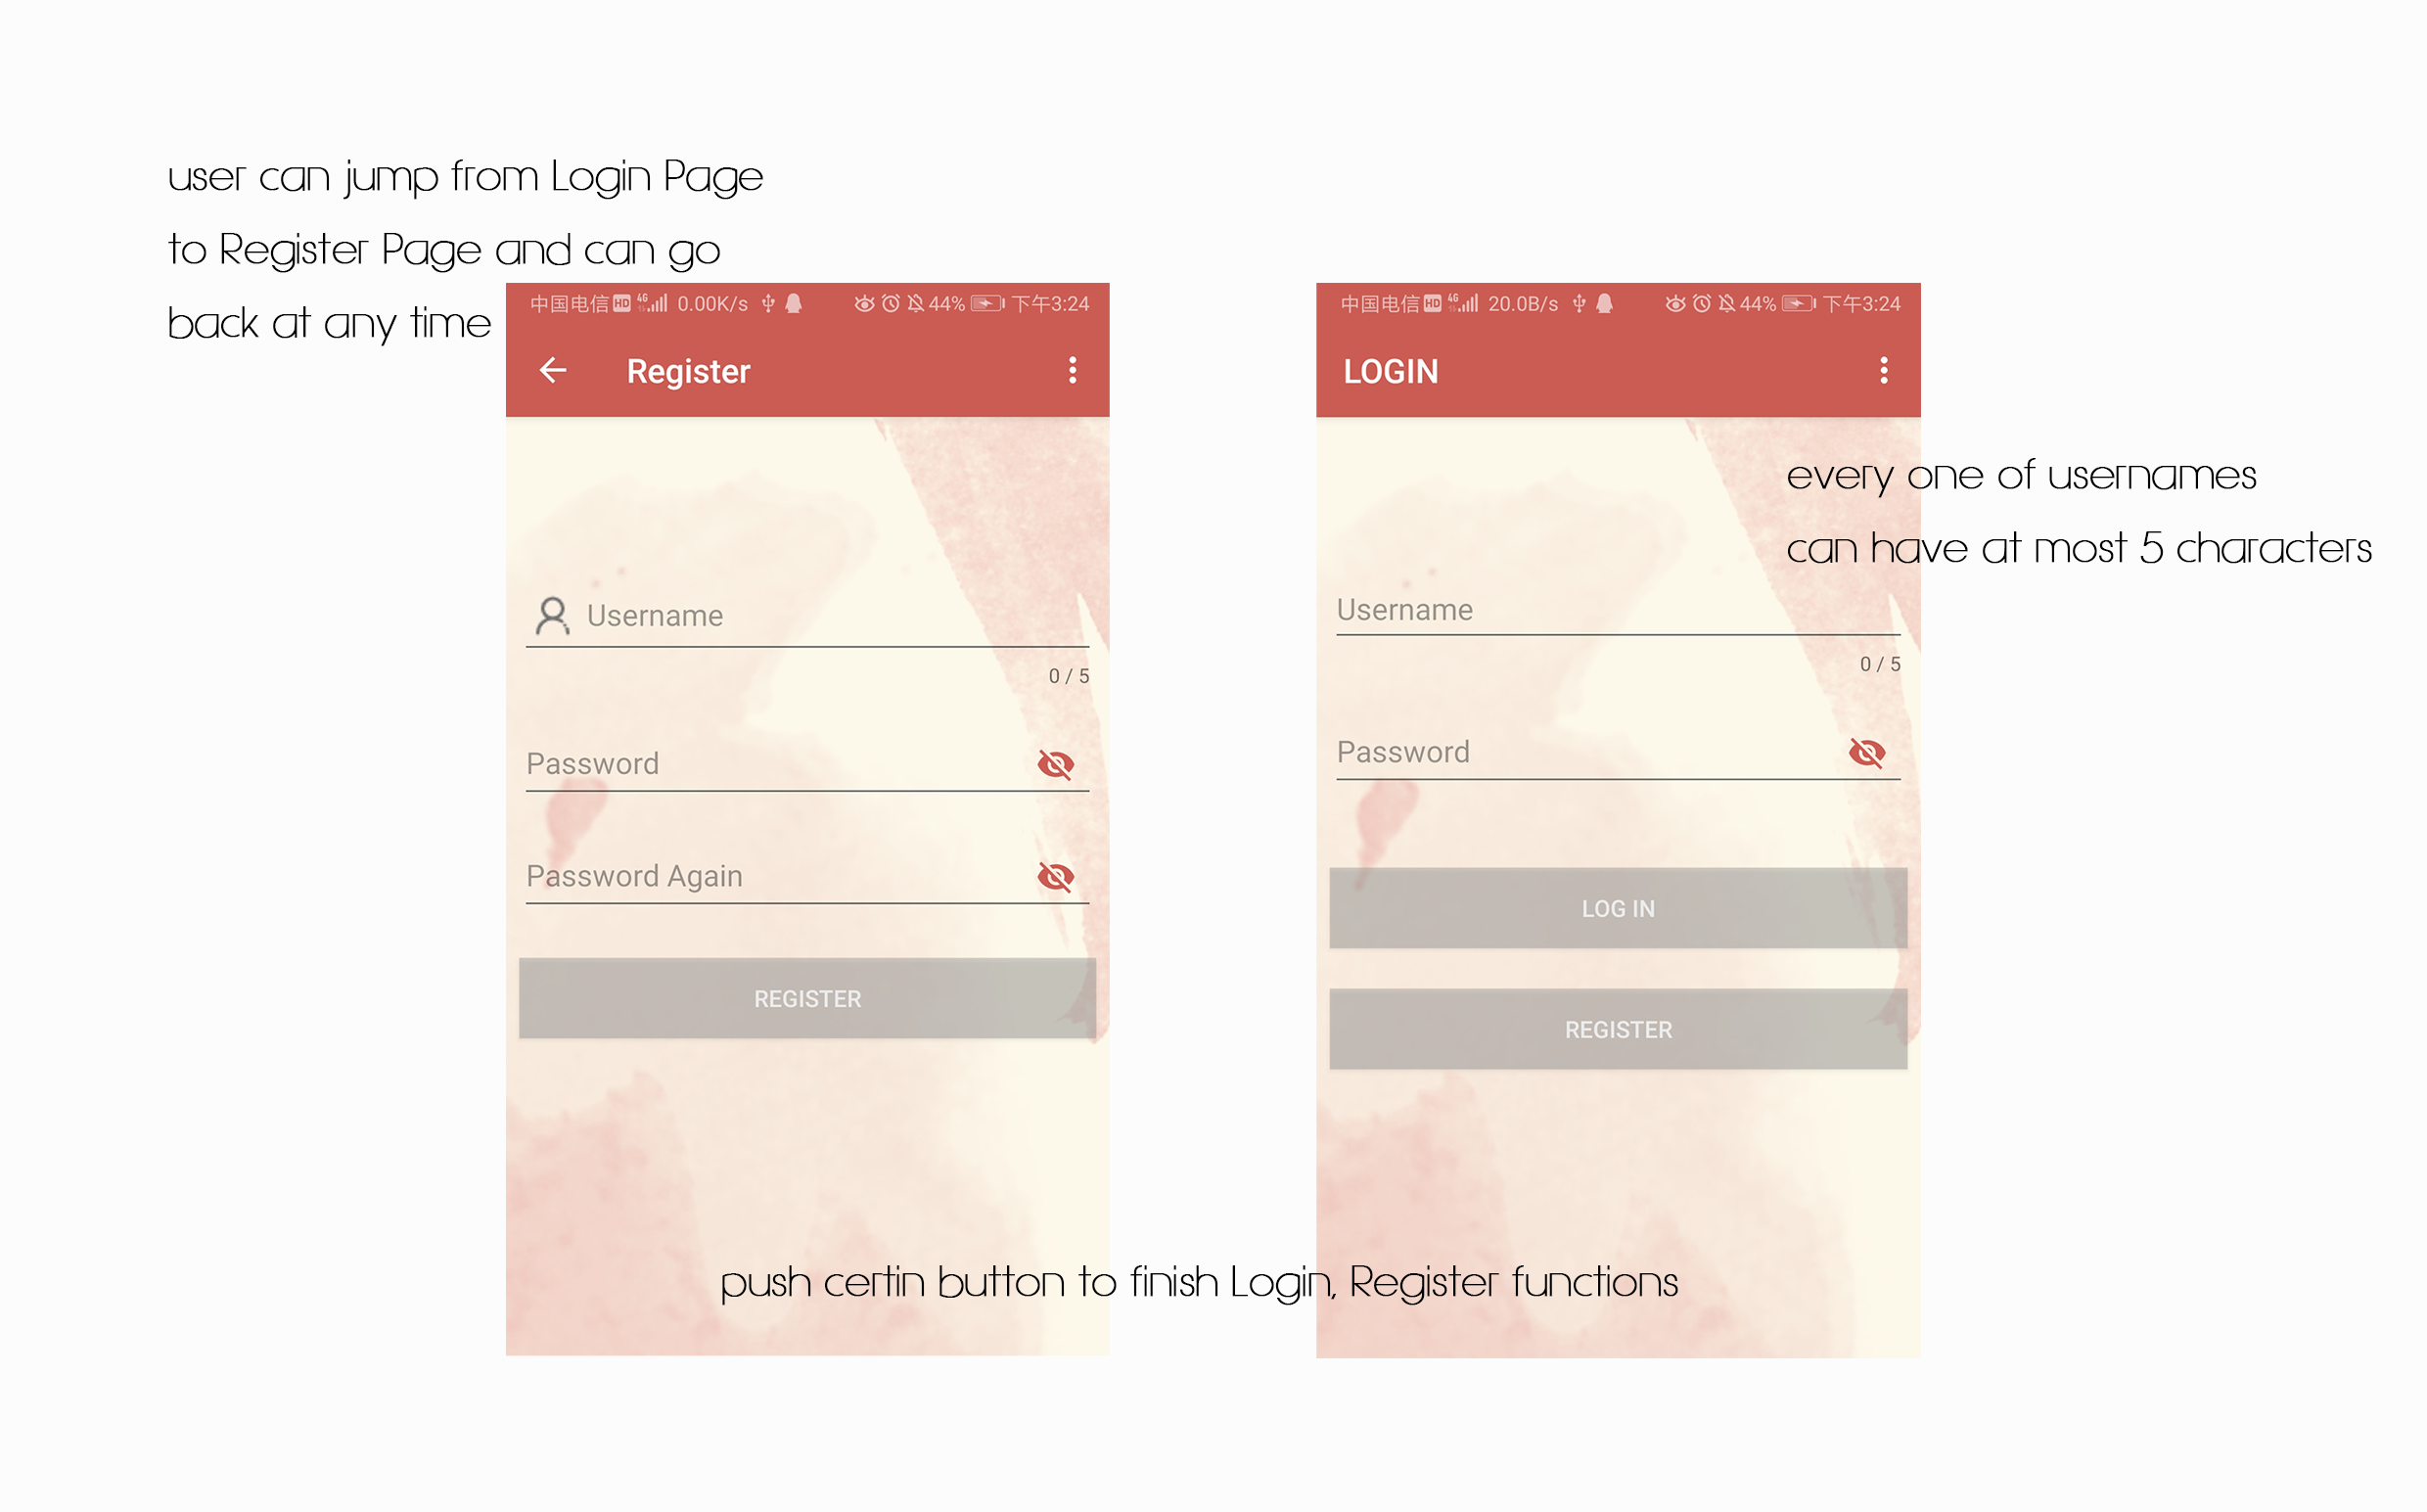 user can jump from Login Page
to Register Page and can go
back at any time
中国电信 HD 4G 0.00K/s 44% 下午3:24
Register
Username
0 / 5
Password
Password Again
REGISTER
中国电信 HD 4G 20.0B/s 44% 下午3:24
LOGIN
every one of usernames
can have at most 5 characters
Username
0 / 5
Password
LOG IN
REGISTER
push certin button to finish Login, Register functions